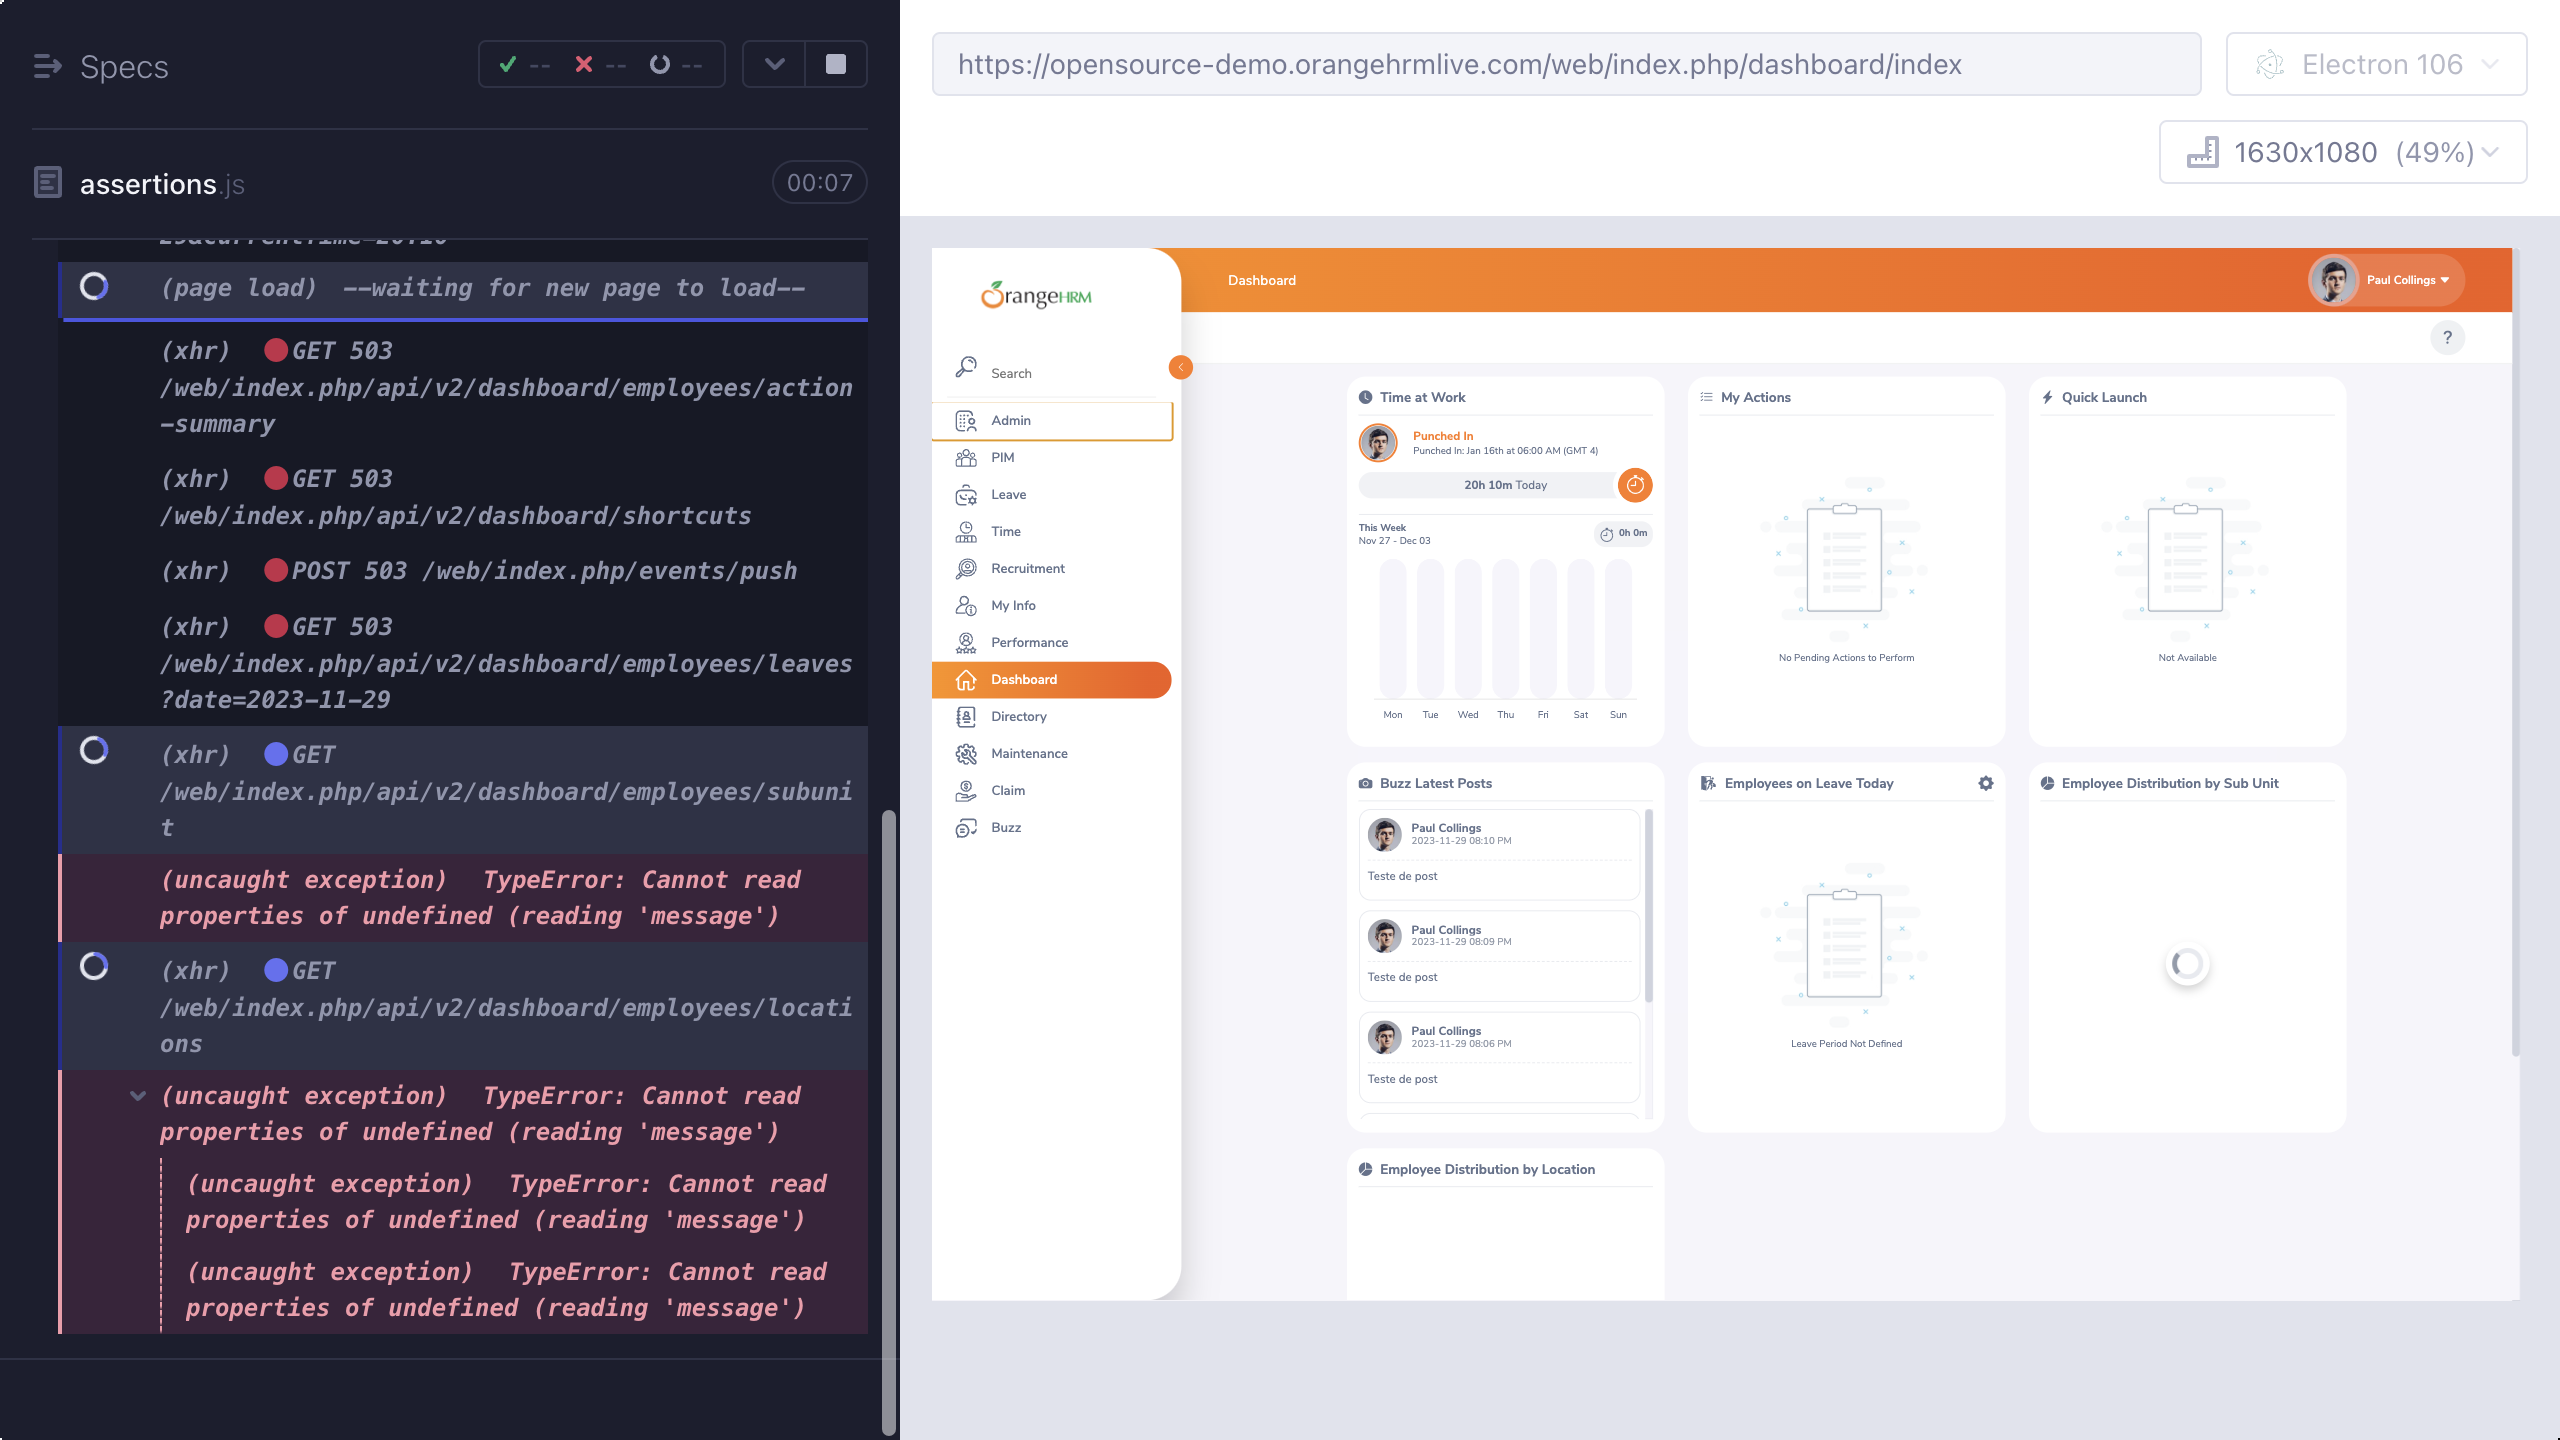 Specs
-- -- --
assertions.js
00:07
(page load) --waiting for new page to load--
(xhr) GET 503
/web/index.php/api/v2/dashboard/employees/action
-summary
(xhr) GET 503
/web/index.php/api/v2/dashboard/shortcuts
(xhr) POST 503 /web/index.php/events/push
(xhr) GET 503
/web/index.php/api/v2/dashboard/employees/leaves
?date=2023-11-29
(xhr) GET
/web/index.php/api/v2/dashboard/employees/subuni
t
(uncaught exception) TypeError: Cannot read
properties of undefined (reading 'message')
(xhr) GET
/web/index.php/api/v2/dashboard/employees/locati
ons
(uncaught exception) TypeError: Cannot read
properties of undefined (reading 'message')
(uncaught exception) TypeError: Cannot read
properties of undefined (reading 'message')
(uncaught exception) TypeError: Cannot read
properties of undefined (reading 'message')
https://opensource-demo.orangehrmlive.com/web/index.php/dashboard/index
Electron 106
1630x1080 (49%)
OrangeHRM
Search
Admin
PIM
Leave
Time
Recruitment
My Info
Performance
Dashboard
Directory
Maintenance
Claim
Buzz
Dashboard
Paul Collings
?
Time at Work
Punched In
Punched In: Jan 16th at 06:00 AM (GMT 4)
20h 10m Today
This Week
Nov 27 - Dec 03
0h 0m
Mon Tue Wed Thu Fri Sat Sun
My Actions
No Pending Actions to Perform
Quick Launch
Not Available
Buzz Latest Posts
Paul Collings
2023-11-29 08:10 PM
Teste de post
Paul Collings
2023-11-29 08:09 PM
Teste de post
Paul Collings
2023-11-29 08:06 PM
Teste de post
Employees on Leave Today
Leave Period Not Defined
Employee Distribution by Sub Unit
Employee Distribution by Location